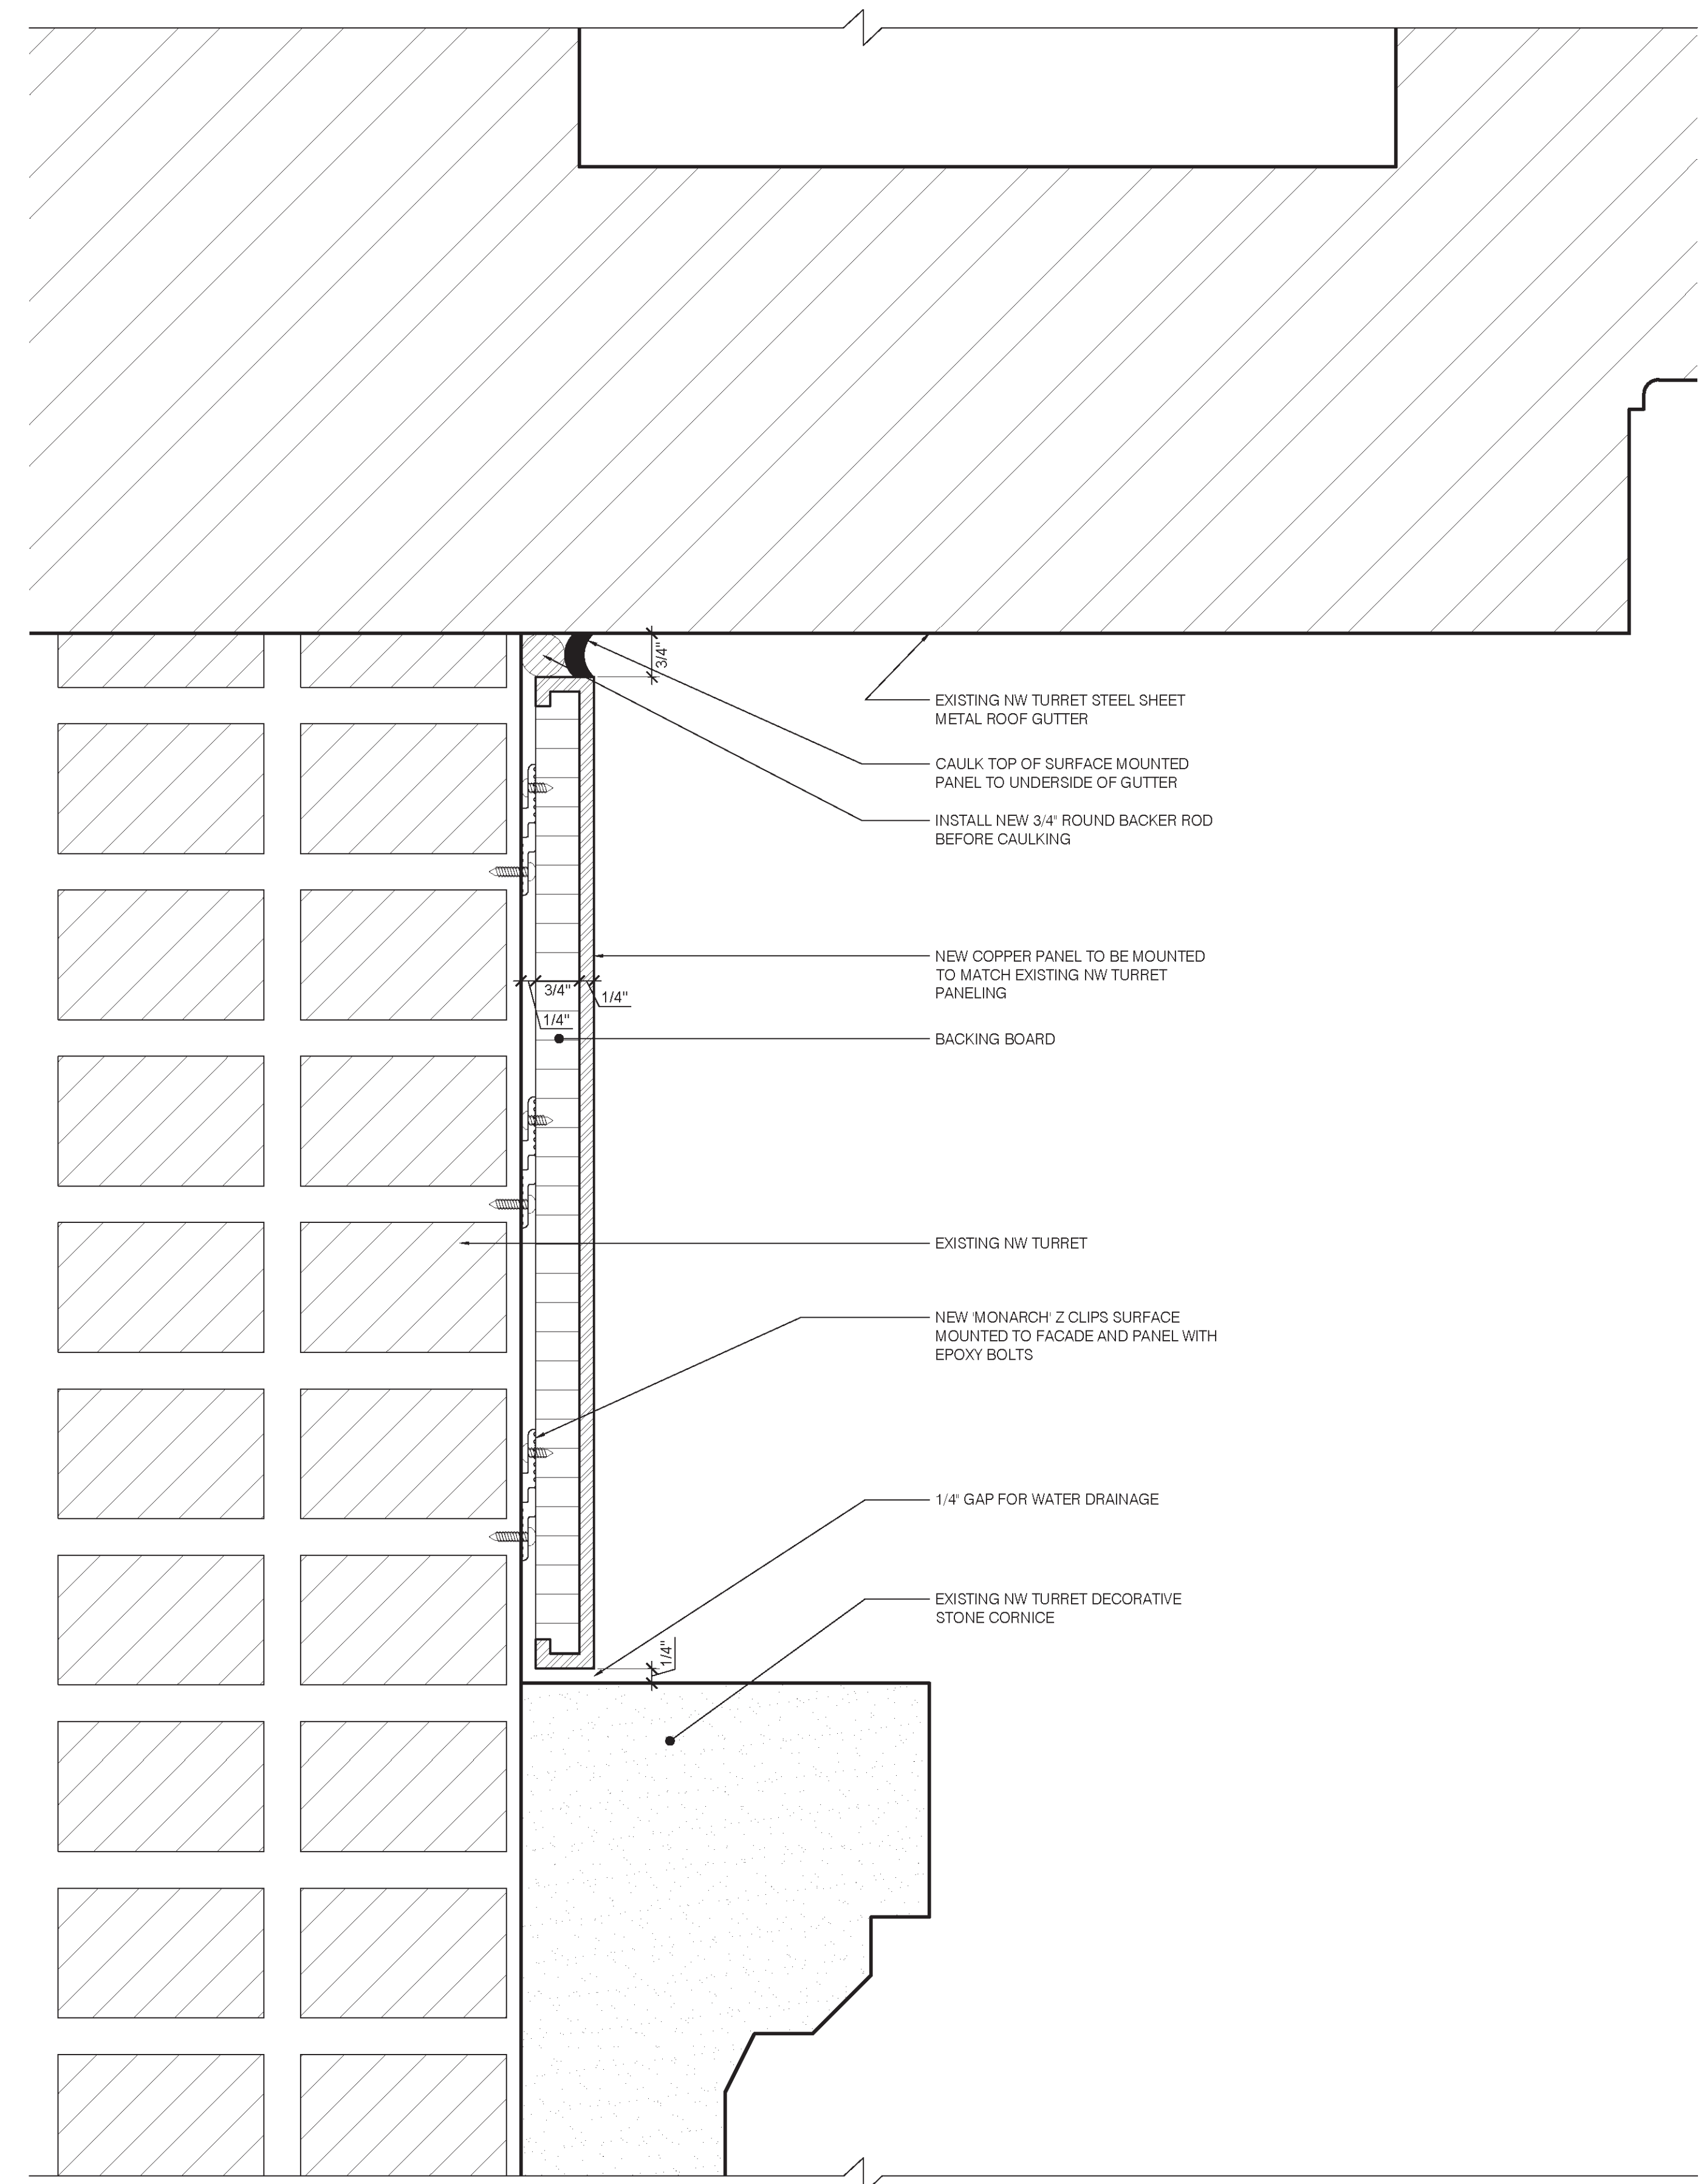 3/4"
EXISTING NW TURRET STEEL SHEET
METAL ROOF GUTTER
CAULK TOP OF SURFACE MOUNTED
PANEL TO UNDERSIDE OF GUTTER
INSTALL NEW 3/4" ROUND BACKER ROD
BEFORE CAULKING
NEW COPPER PANEL TO BE MOUNTED
TO MATCH EXISTING NW TURRET
PANELING
3/4"
1/4"
1/4"
BACKING BOARD
EXISTING NW TURRET
NEW 'MONARCH' Z CLIPS SURFACE
MOUNTED TO FACADE AND PANEL WITH
EPOXY BOLTS
1/4" GAP FOR WATER DRAINAGE
EXISTING NW TURRET DECORATIVE
STONE CORNICE
1/4"